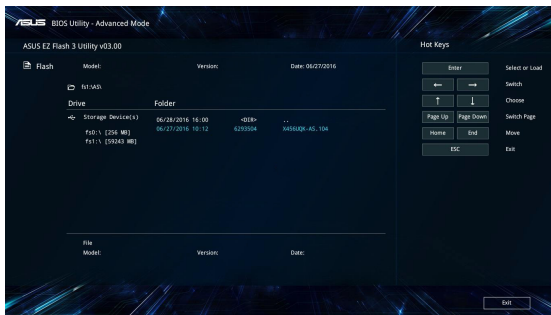 ASUS BIOS Utility - Advanced Mode
ASUS EZ Flash 3 Utility v03.00
Hot Keys
Flash Model: Version: Date: 06/27/2016
Enter Select or Load
fs1:\AS\
← → Switch
Drive Folder
↑ ↓ Choose
Storage Device(s) 06/28/2016 16:00 <DIR> ..
Page Up Page Down Switch Page
06/27/2016 10:12 6293504 X456UQK-AS.104
fs0:\ [256 MB]
Home End Move
fs1:\ [59243 MB]
ESC Exit
File
Model: Version: Date:
Exit